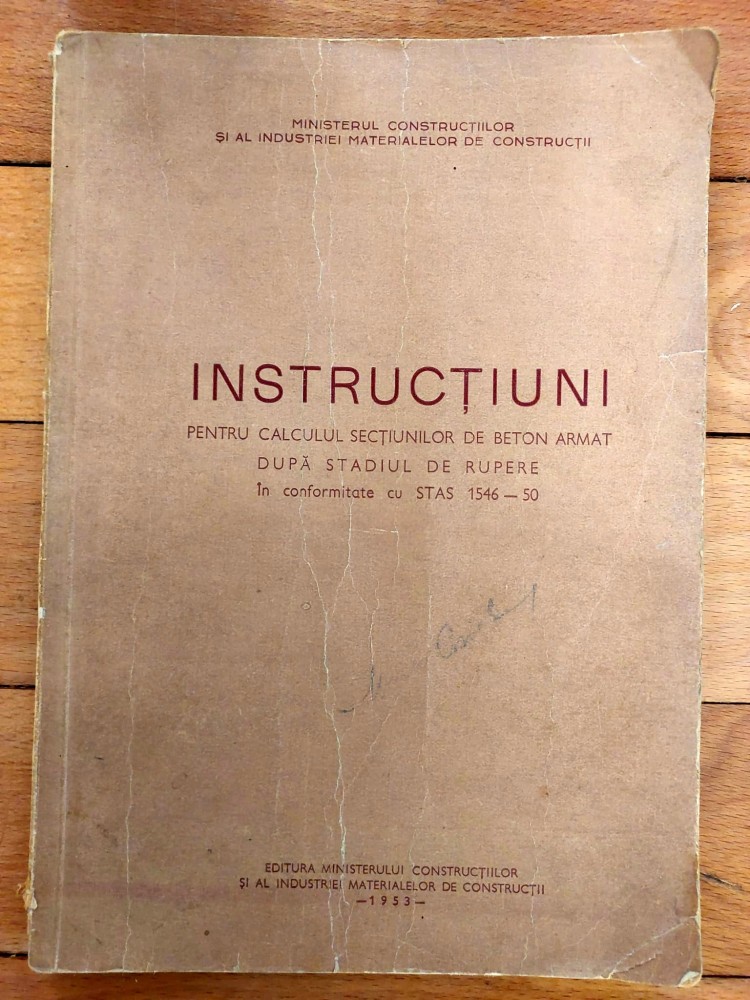 MINISTERUL CONSTRUCȚIILOR
ȘI AL INDUSTRIEI MATERIALELOR DE CONSTRUCȚII
INSTRUCȚIUNI
PENTRU CALCULUL SECȚIUNILOR DE BETON ARMAT
DUPĂ STADIUL DE RUPERE
În conformitate cu STAS 1546 — 50
EDITURA MINISTERULUI CONSTRUCȚIILOR
ȘI AL INDUSTRIEI MATERIALELOR DE CONSTRUCȚII
—1953—